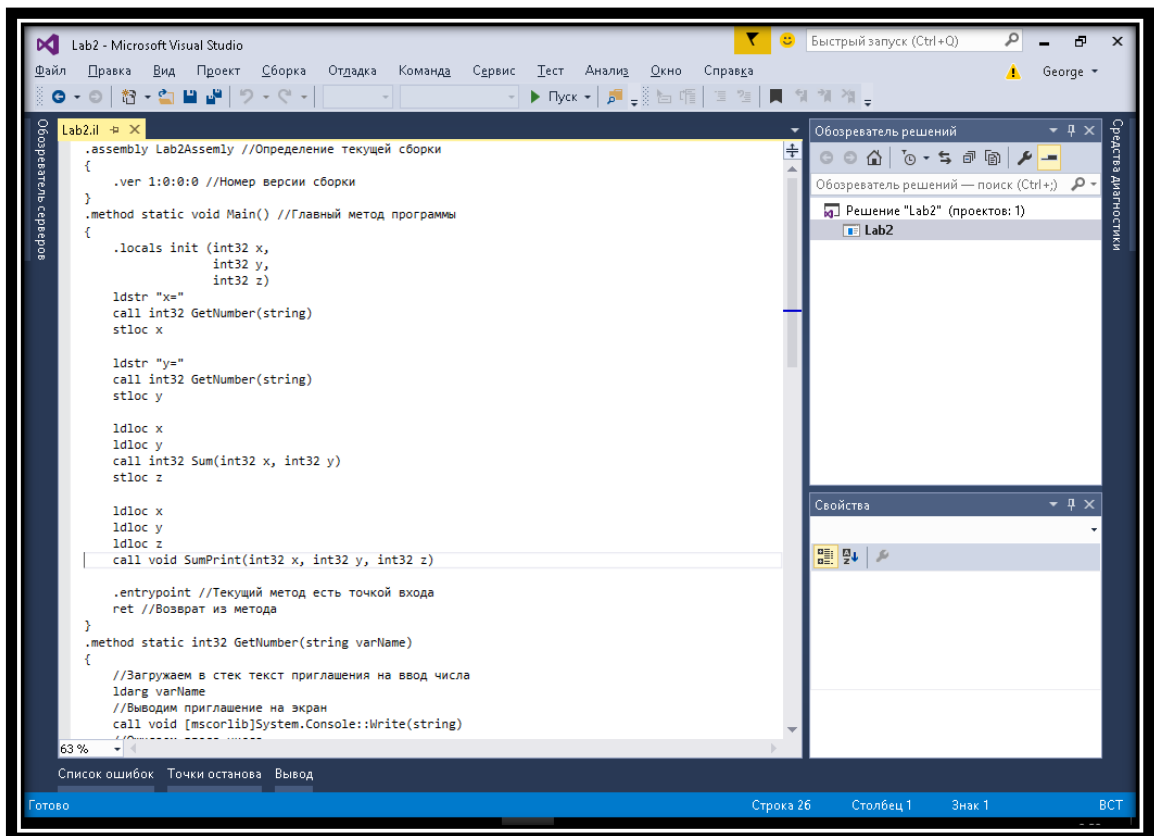 Lab2 - Microsoft Visual Studio
Быстрый запуск (Ctrl+Q)
Файл Правка Вид Проект Сборка Отладка Команда Сервис Тест Анализ Окно Справка
George
Пуск
Обозреватель серверов
Lab2.il
.assembly Lab2Assemly //Определение текущей сборки
{
.ver 1:0:0:0 //Номер версии сборки
}
.method static void Main() //Главный метод программы
{
.locals init (int32 x,
int32 y,
int32 z)
ldstr "x="
call int32 GetNumber(string)
stloc x
ldstr "y="
call int32 GetNumber(string)
stloc y
ldloc x
ldloc y
call int32 Sum(int32 x, int32 y)
stloc z
ldloc x
ldloc y
ldloc z
call void SumPrint(int32 x, int32 y, int32 z)
.entrypoint //Текущий метод есть точкой входа
ret //Возврат из метода
}
.method static int32 GetNumber(string varName)
{
//Загружаем в стек текст приглашения на ввод числа
ldarg varName
//Выводим приглашение на экран
call void [mscorlib]System.Console::Write(string)
63 %
Обозреватель решений
Обозреватель решений — поиск (Ctrl+;)
Решение "Lab2" (проектов: 1)
Lab2
Свойства
Средства диагностики
Список ошибок Точки останова Вывод
Готово
Строка 26 Столбец 1 Знак 1 ВСТ